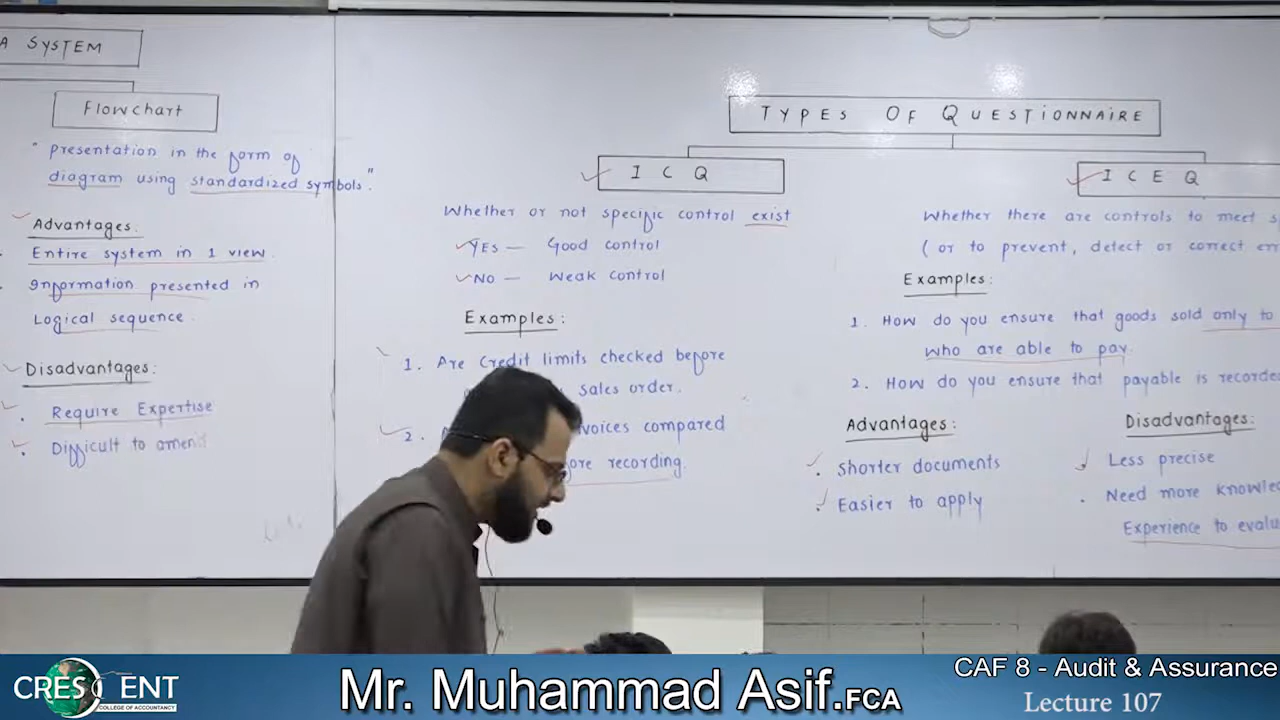 A SYSTEM
Flowchart
" presentation in the form of
diagram using standardized symbols."
Advantages.
Entire system in 1 view.
Information presented in
Logical sequence.
Disadvantages:
Require Expertise
Difficult to amend
TYPES OF QUESTIONNAIRE
I C Q
Whether or not specific control exist
YES — Good control
NO — Weak control
Examples:
1. Are Credit limits checked before
sales order.
2. compared
recording.
I C E Q
Whether there are controls to meet
( or to prevent, detect or correct
Examples:
1. How do you ensure that goods sold only to
who are able to pay.
2. How do you ensure that payable is recorded
Advantages:
Shorter documents
Easier to apply
Disadvantages:
Less precise
Need more
Experience to
CRESCENT
COLLEGE OF ACCOUNTANCY
Mr. Muhammad Asif.FCA
CAF 8 - Audit & Assurance
Lecture 107